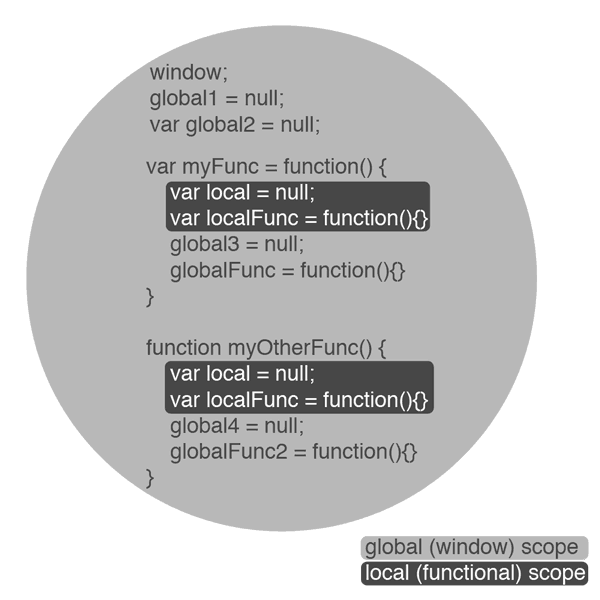 window;
global1 = null;
var global2 = null;
var myFunc = function() {
var local = null;
var localFunc = function(){}
global3 = null;
globalFunc = function(){}
}
function myOtherFunc() {
var local = null;
var localFunc = function(){}
global4 = null;
globalFunc2 = function(){}
}
global (window) scope
local (functional) scope